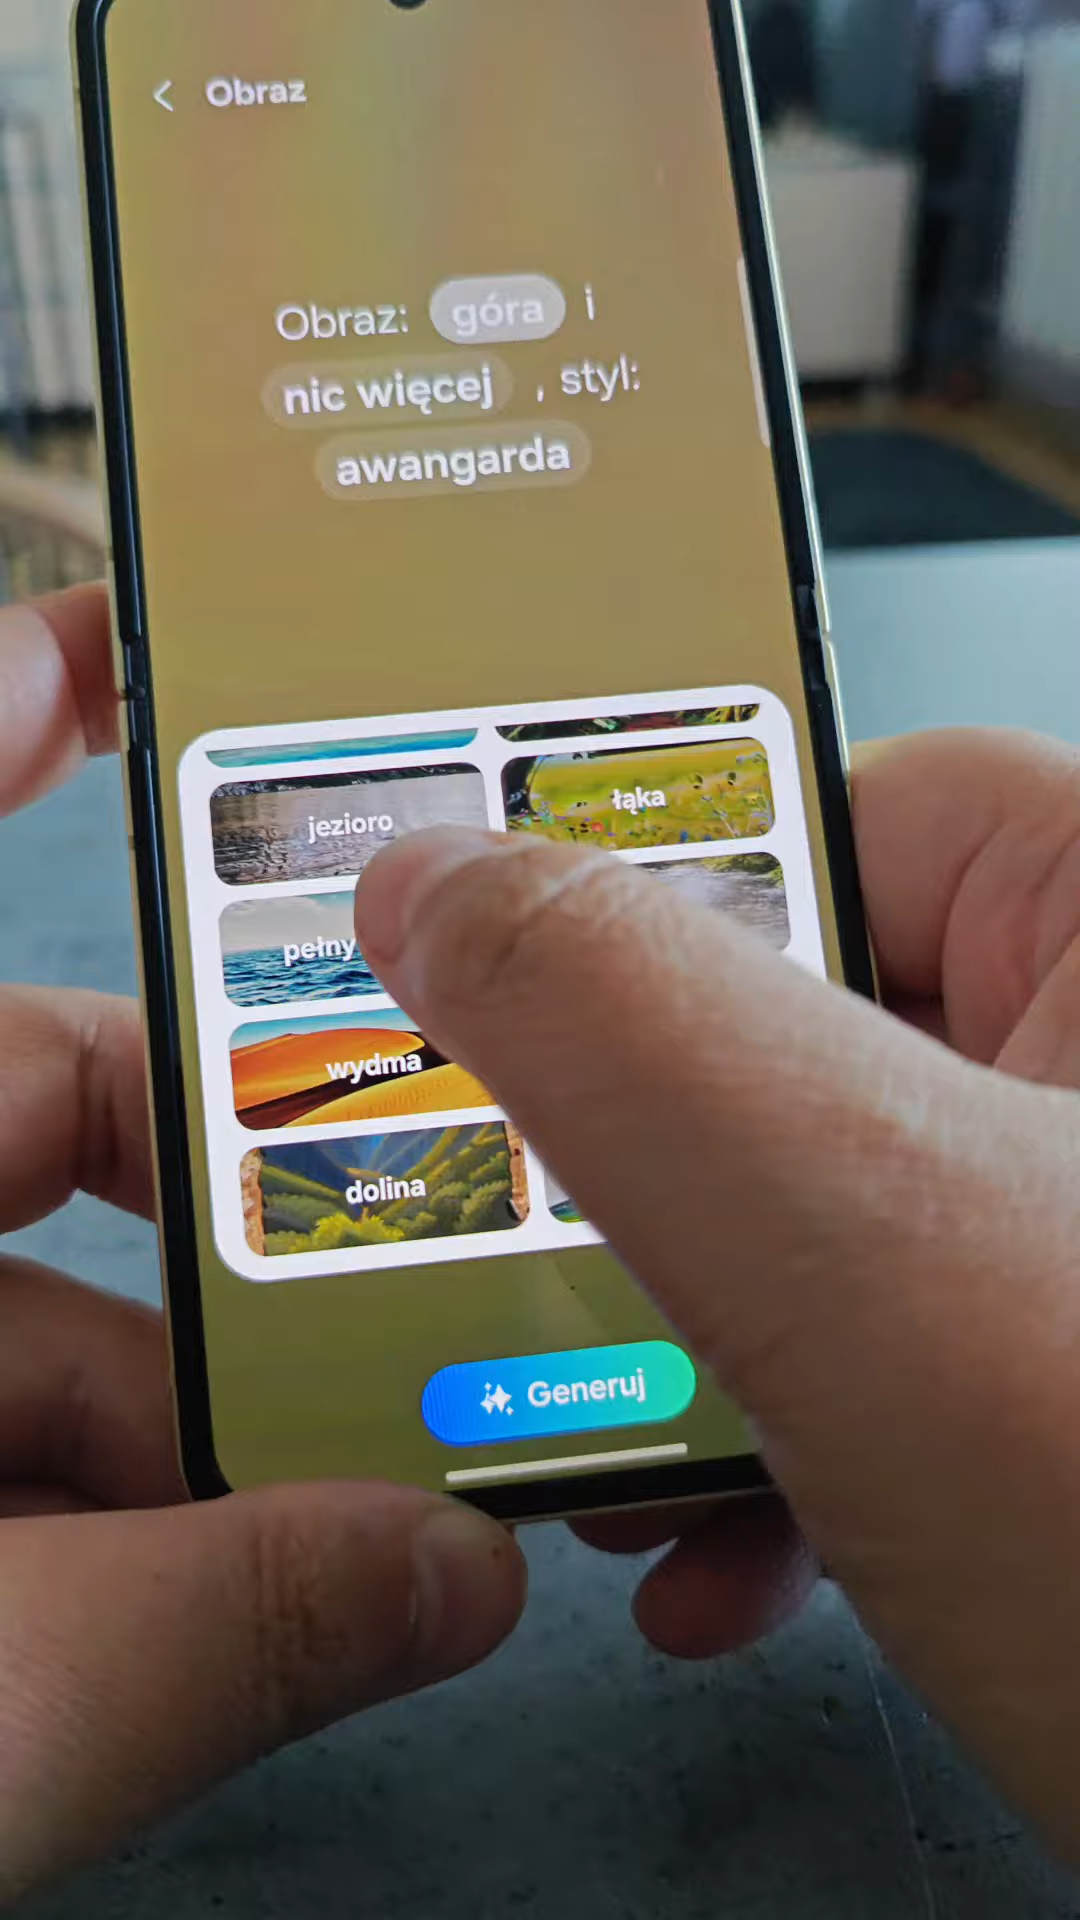 Obraz
Obraz: góra i
nic więcej , styl:
awangarda
jezioro
łąka
pełny
wydma
dolina
Generuj